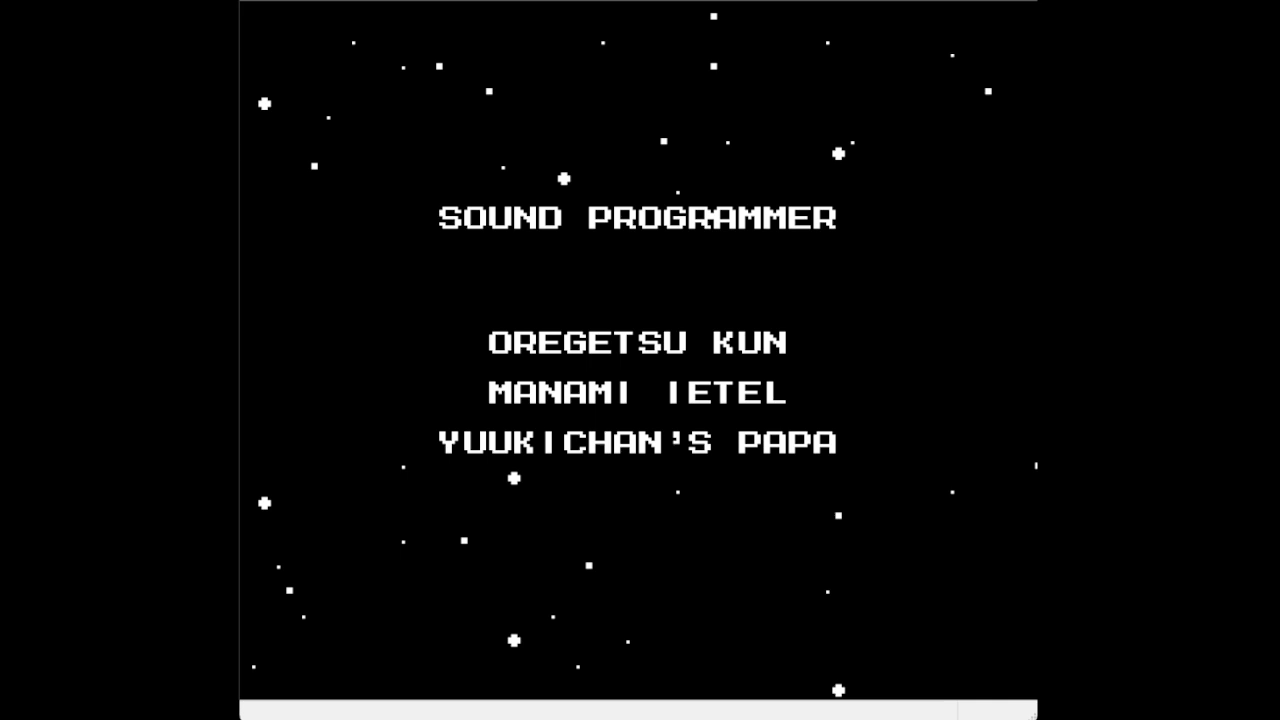 SOUND PROGRAMMER
OREGETSU KUN
MANAMI IETEL
YUUKICHAN'S PAPA